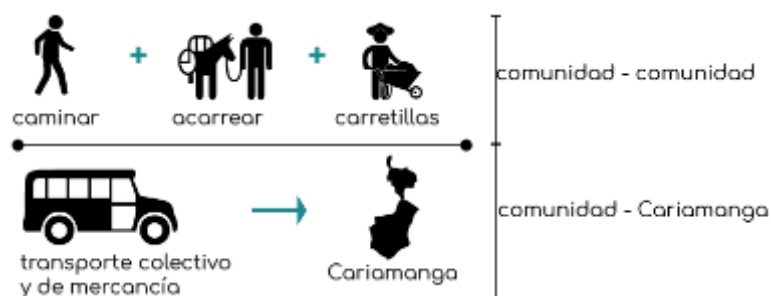 caminar
+
acarrear
+
carretillas
comunidad - comunidad
transporte colectivo
y de mercancía
Cariamanga
comunidad - Cariamanga